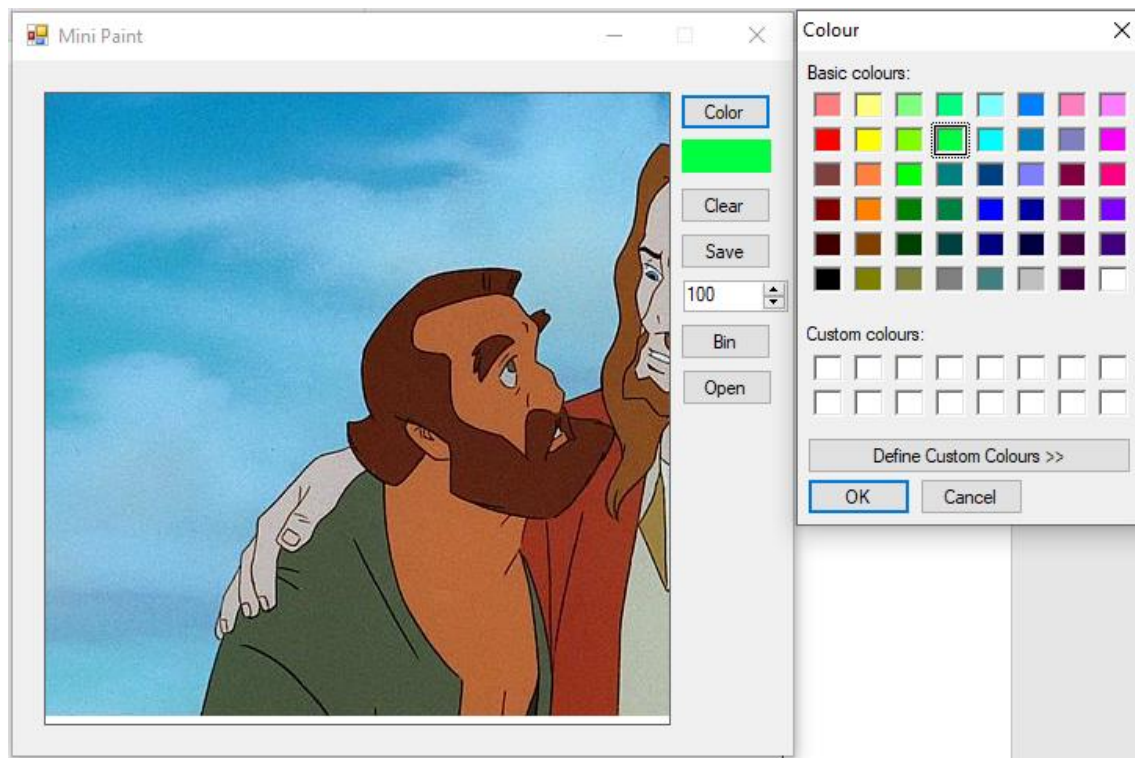 Mini Paint
Color
Clear
Save
100
Bin
Open
Colour
Basic colours:
Custom colours:
Define Custom Colours >>
OK
Cancel